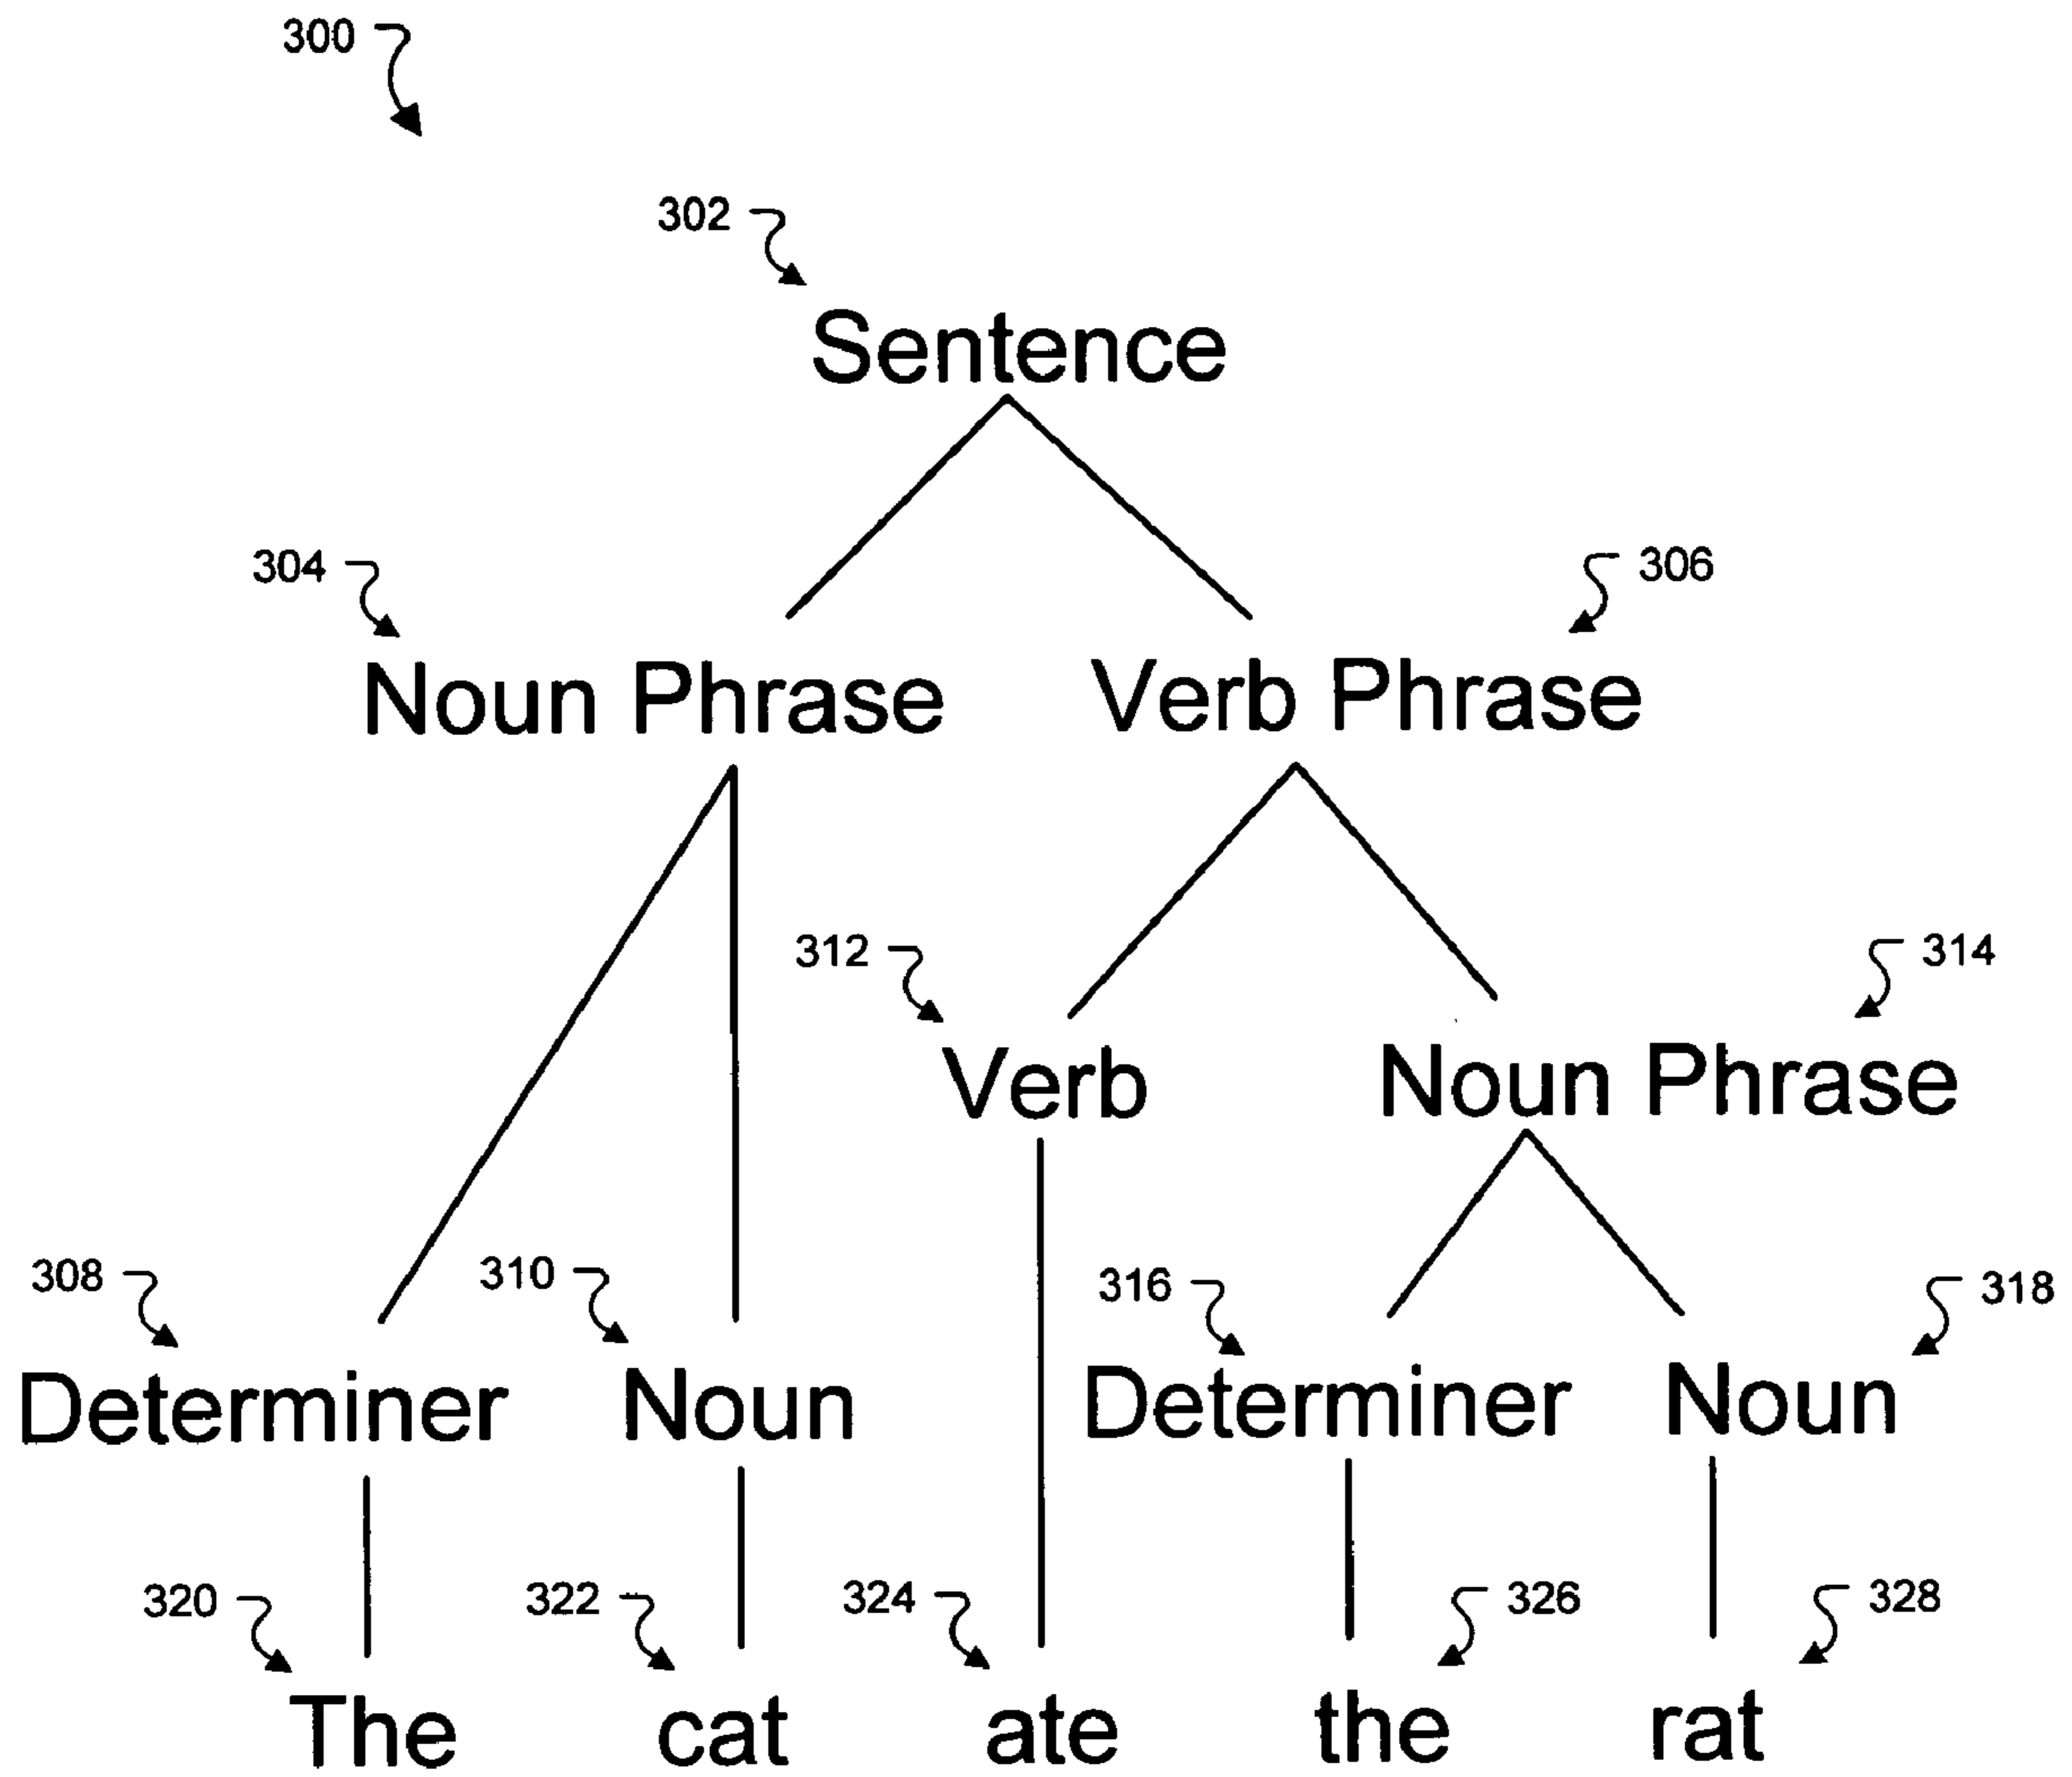 300
302
Sentence
304
306
Noun Phrase Verb Phrase
312
314
Verb Noun Phrase
308 310 316 318
Determiner Noun Determiner Noun
320 322 324 326 328
The cat ate the rat